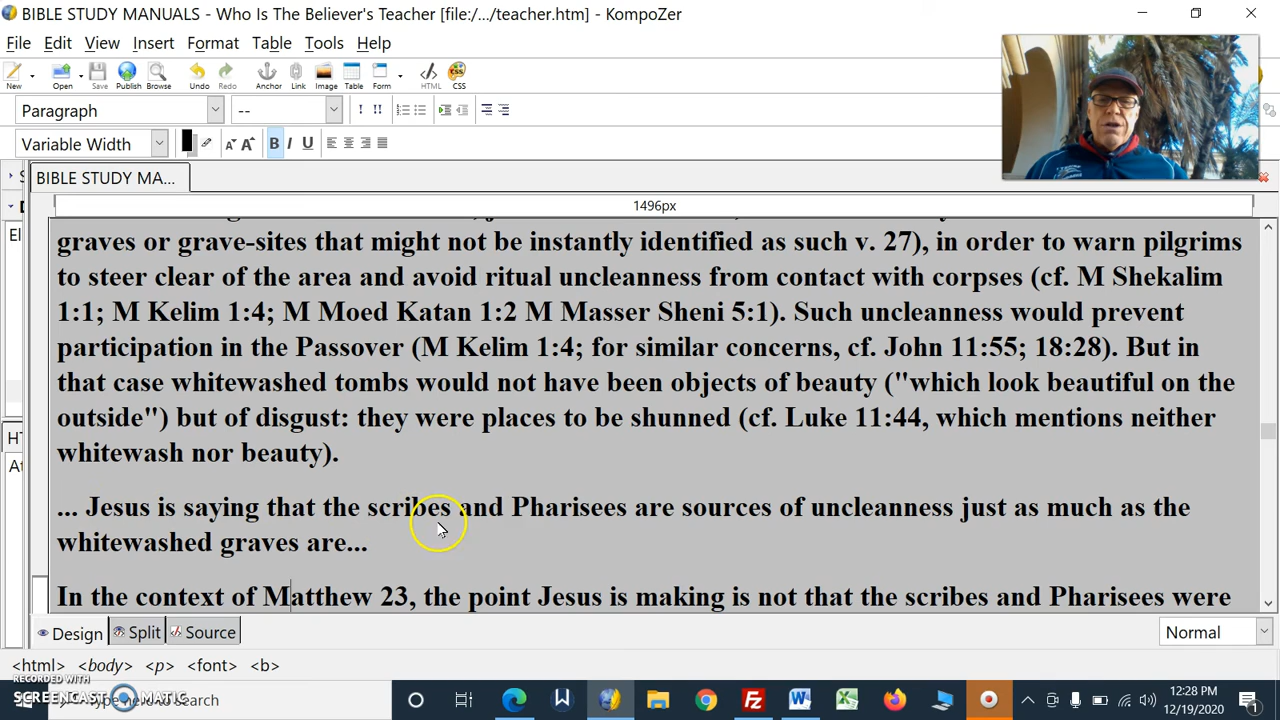 BIBLE STUDY MANUALS - Who Is The Believer's Teacher [file:/.../teacher.htm] - KompoZer
File Edit View Insert Format Table Tools Help
New Open Save Publish Browse Undo Redo Anchor Link Image Table Form HTML CSS
Paragraph --
Variable Width B I U
BIBLE STUDY MA...
1496px
graves or grave-sites that might not be instantly identified as such v. 27), in order to warn pilgrims
to steer clear of the area and avoid ritual uncleanness from contact with corpses (cf. M Shekalim
1:1; M Kelim 1:4; M Moed Katan 1:2 M Masser Sheni 5:1). Such uncleanness would prevent
participation in the Passover (M Kelim 1:4; for similar concerns, cf. John 11:55; 18:28). But in
that case whitewashed tombs would not have been objects of beauty ("which look beautiful on the
outside") but of disgust: they were places to be shunned (cf. Luke 11:44, which mentions neither
whitewash nor beauty).
... Jesus is saying that the scribes and Pharisees are sources of uncleanness just as much as the
whitewashed graves are...
In the context of Matthew 23, the point Jesus is making is not that the scribes and Pharisees were
Design Split Source Normal
<html> <body> <p> <font> <b>
RECORDED WITH
SCREENCAST MATIC
Type here to search
12:28 PM
12/19/2020